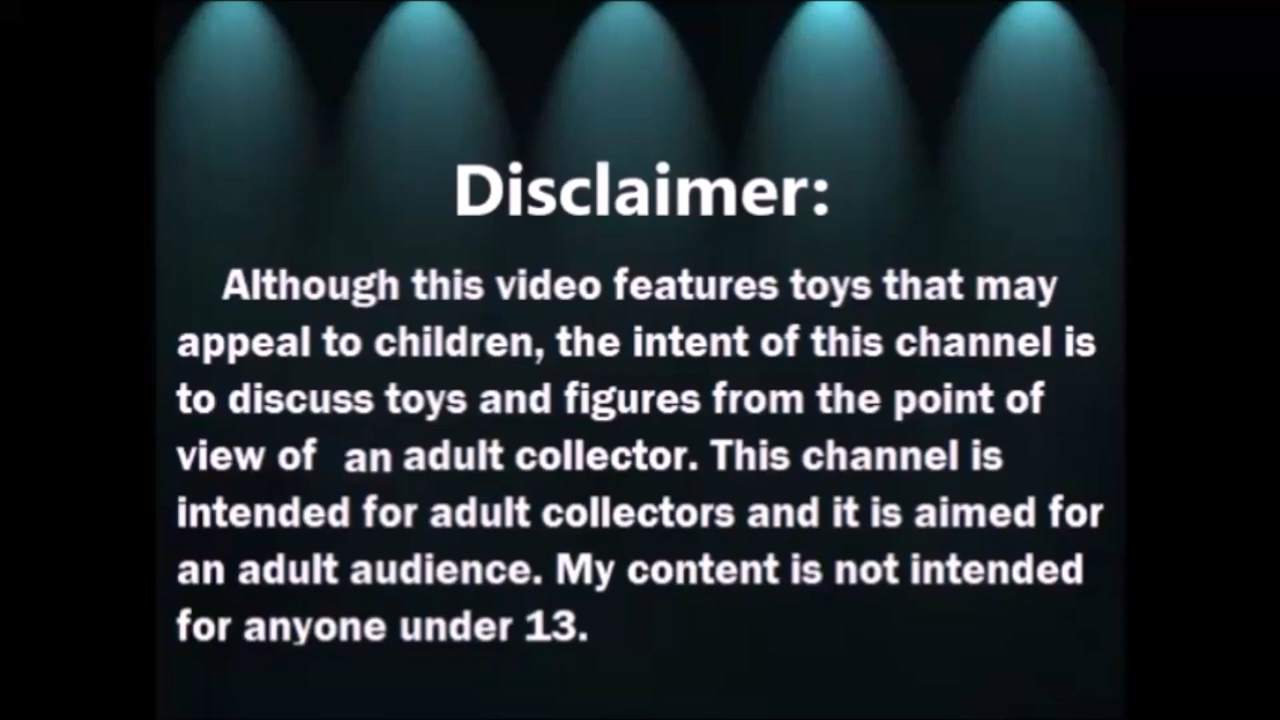 Disclaimer:
Although this video features toys that may
appeal to children, the intent of this channel is
to discuss toys and figures from the point of
view of an adult collector. This channel is
intended for adult collectors and it is aimed for
an adult audience. My content is not intended
for anyone under 13.